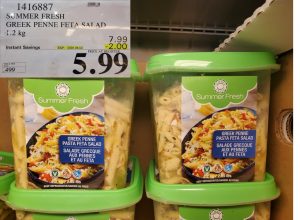 1416887
SUMMER FRESH
GREEK PENNE FETA SALAD
1.2 kg
7.99
Instant Savings
-2.00
5.99
499
Summer Fresh
GREEK PENNE
PASTA FETA SALAD
SALADE GRECQUE
AUX PENNES
ET AU FETA
Summer Fresh
GREEK PENNE
PASTA FETA SALAD
SALADE GRECQUE
AUX PENNES
ET AU FETA